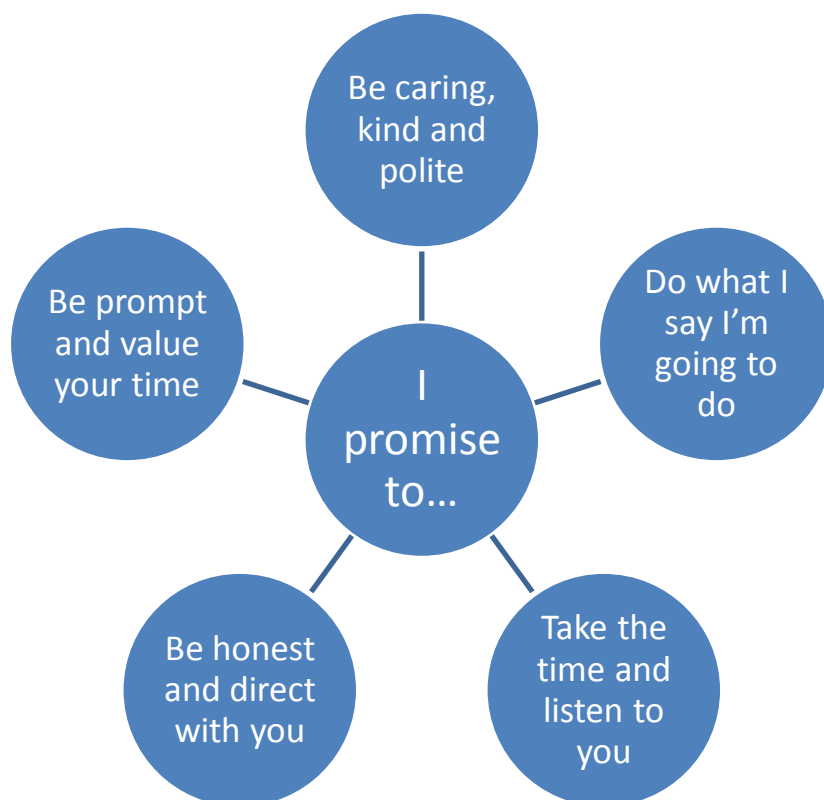 Be caring,
kind and
polite
Do what I
say I’m
going to
do
Take the
time and
listen to
you
Be honest
and direct
with you
Be prompt
and value
your time
I
promise
to…